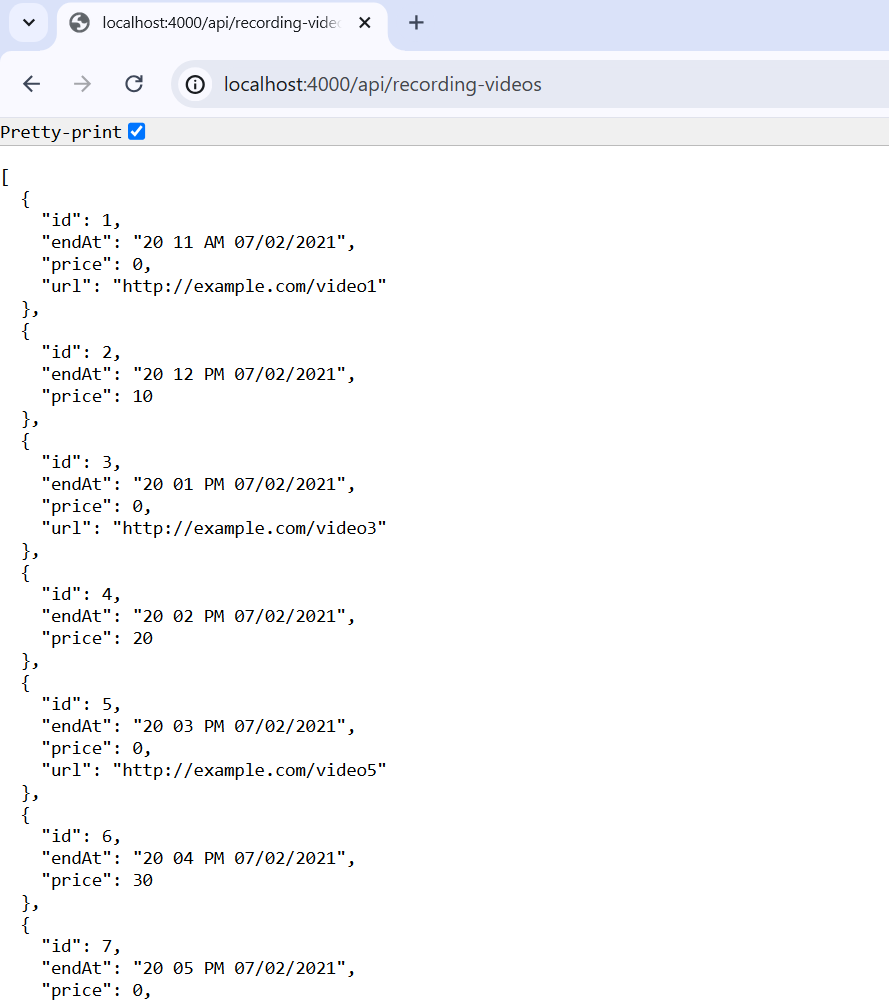 localhost:4000/api/recording-vide
localhost:4000/api/recording-videos
Pretty-print
[
  {
    "id": 1,
    "endAt": "20 11 AM 07/02/2021",
    "price": 0,
    "url": "http://example.com/video1"
  },
  {
    "id": 2,
    "endAt": "20 12 PM 07/02/2021",
    "price": 10
  },
  {
    "id": 3,
    "endAt": "20 01 PM 07/02/2021",
    "price": 0,
    "url": "http://example.com/video3"
  },
  {
    "id": 4,
    "endAt": "20 02 PM 07/02/2021",
    "price": 20
  },
  {
    "id": 5,
    "endAt": "20 03 PM 07/02/2021",
    "price": 0,
    "url": "http://example.com/video5"
  },
  {
    "id": 6,
    "endAt": "20 04 PM 07/02/2021",
    "price": 30
  },
  {
    "id": 7,
    "endAt": "20 05 PM 07/02/2021",
    "price": 0,